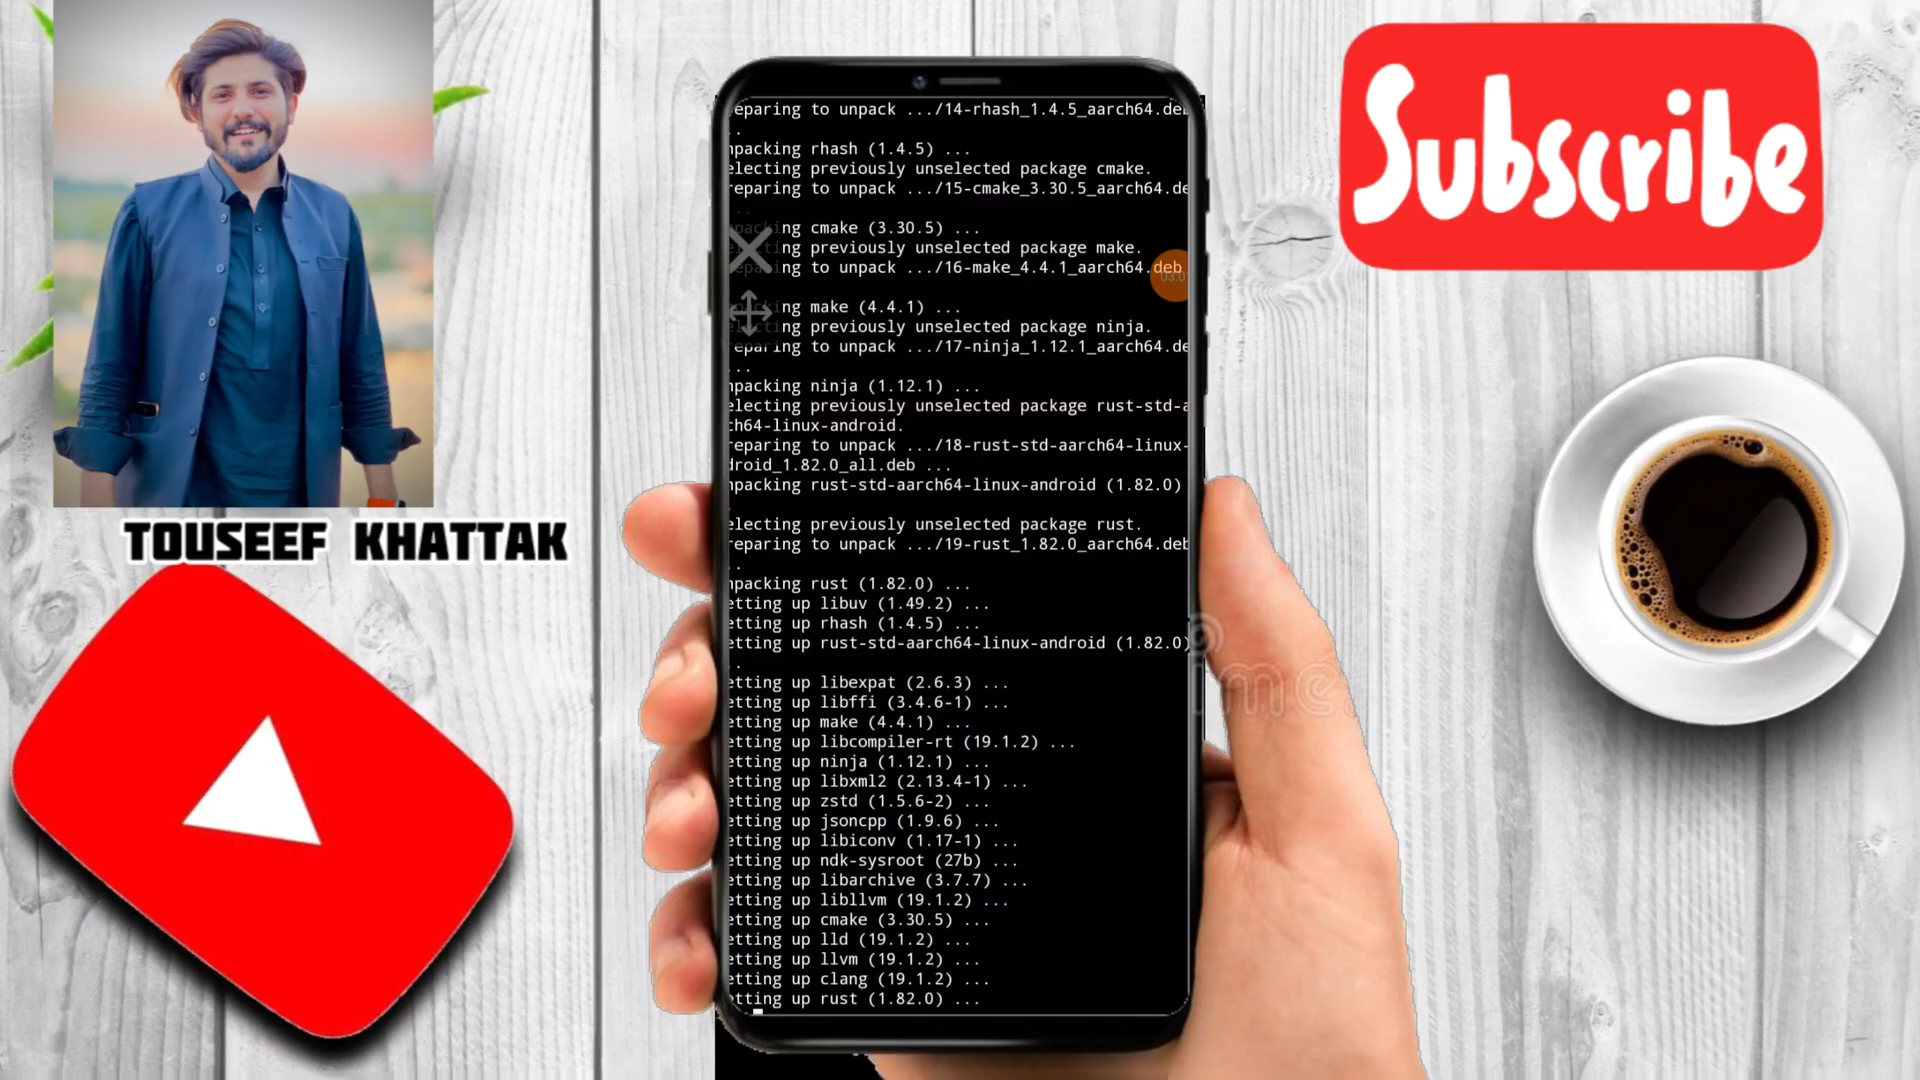 Subscribe
TOUSEEF KHATTAK
eparing to unpack .../14-rhash_1.4.5_aarch64.deb
..
npacking rhash (1.4.5) ...
electing previously unselected package cmake.
reparing to unpack .../15-cmake_3.30.5_aarch64.de
...
packing cmake (3.30.5) ...
ting previously unselected package make.
eparing to unpack .../16-make_4.4.1_aarch64.deb
03:0
packing make (4.4.1) ...
electing previously unselected package ninja.
eparing to unpack .../17-ninja_1.12.1_aarch64.de
...
npacking ninja (1.12.1) ...
electing previously unselected package rust-std-a
ch64-linux-android.
reparing to unpack .../18-rust-std-aarch64-linux-
droid_1.82.0_all.deb ...
npacking rust-std-aarch64-linux-android (1.82.0)
.
electing previously unselected package rust.
reparing to unpack .../19-rust_1.82.0_aarch64.deb
..
npacking rust (1.82.0) ...
etting up libuv (1.49.2) ...
etting up rhash (1.4.5) ...
etting up rust-std-aarch64-linux-android (1.82.0)
..
etting up libexpat (2.6.3) ...
etting up libffi (3.4.6-1) ...
etting up make (4.4.1) ...
etting up libcompiler-rt (19.1.2) ...
etting up ninja (1.12.1) ...
etting up libxml2 (2.13.4-1) ...
etting up zstd (1.5.6-2) ...
etting up jsoncpp (1.9.6) ...
etting up libiconv (1.17-1) ...
etting up ndk-sysroot (27b) ...
etting up libarchive (3.7.7) ...
etting up libllvm (19.1.2) ...
etting up cmake (3.30.5) ...
etting up lld (19.1.2) ...
etting up llvm (19.1.2) ...
etting up clang (19.1.2) ...
etting up rust (1.82.0) ...